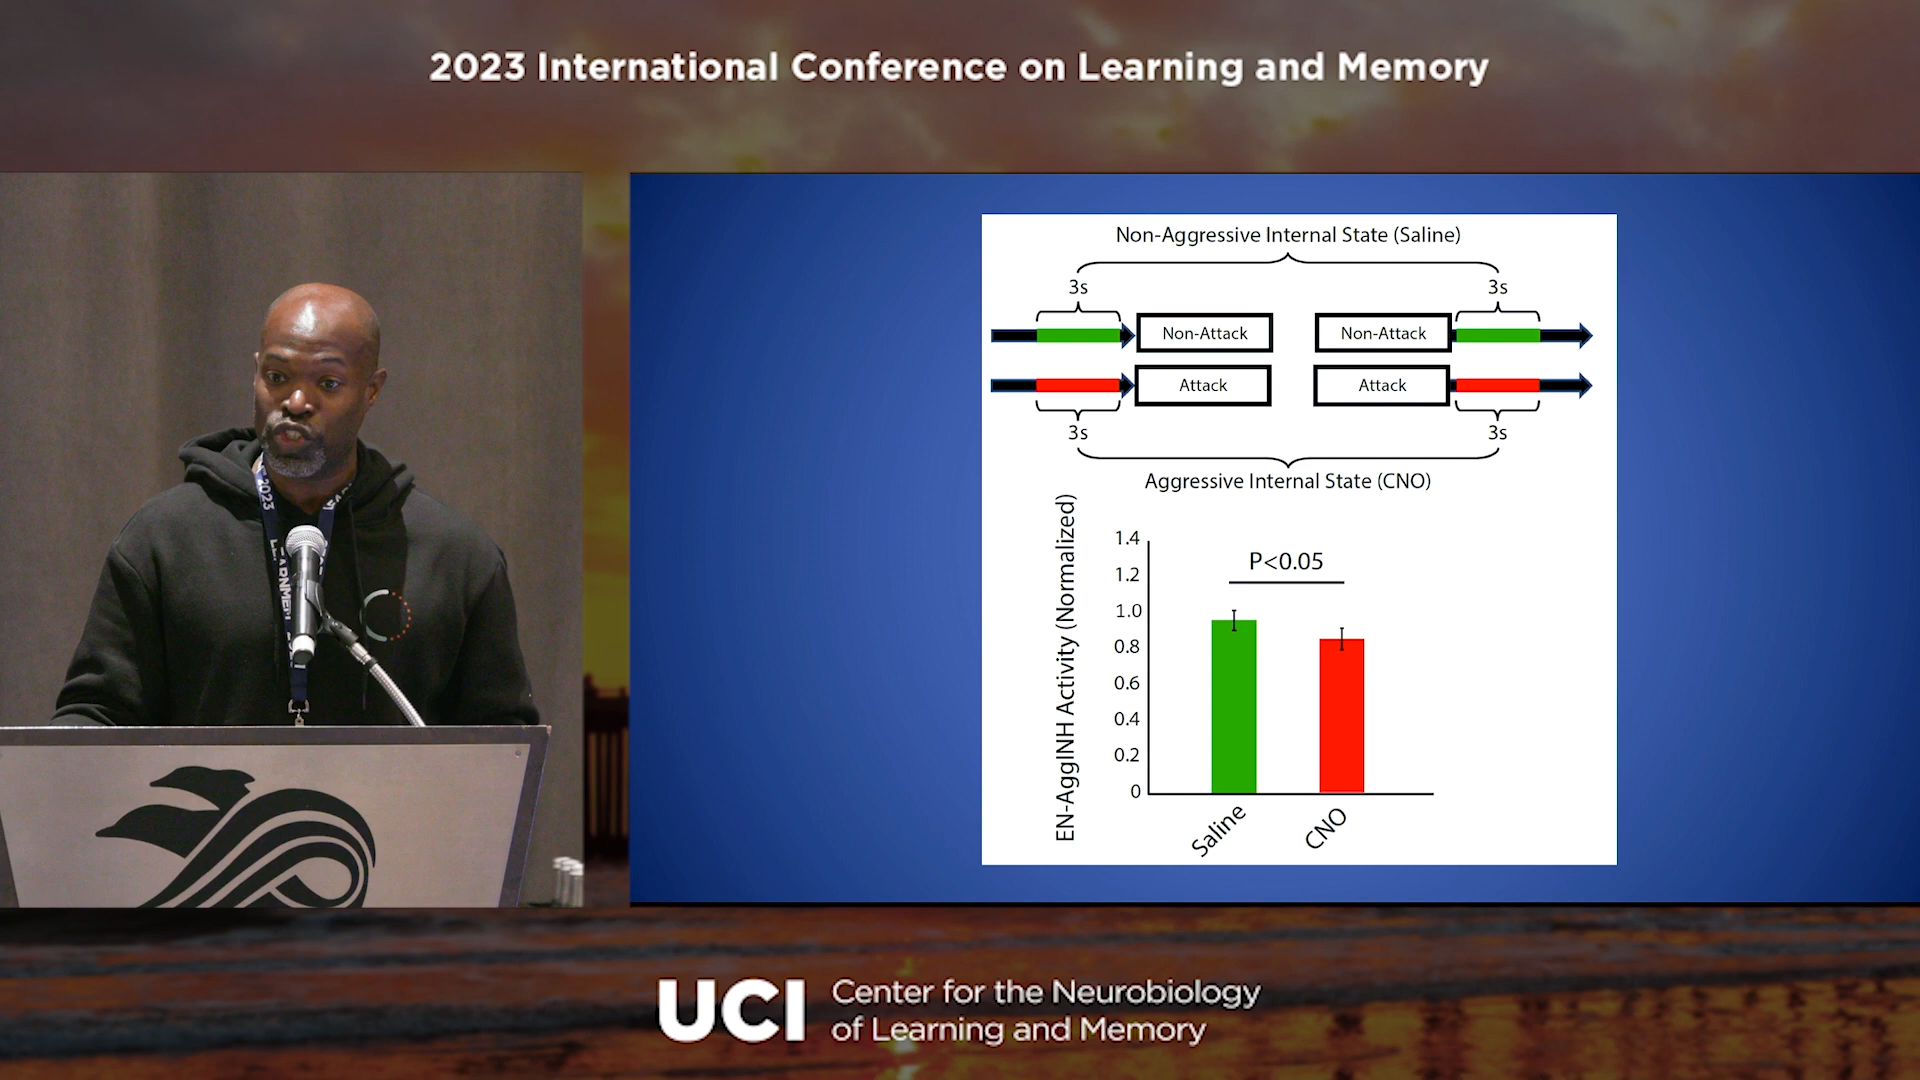 2023 International Conference on Learning and Memory
2023
Non-Aggressive Internal State (Saline)
3s
3s
Non-Attack
Non-Attack
Attack
Attack
3s
3s
Aggressive Internal State (CNO)
EN-AggINH Activity (Normalized)
1.4
1.2
1.0
0.8
0.6
0.4
0.2
0
P<0.05
Saline
CNO
UCI
Center for the Neurobiology
of Learning and Memory